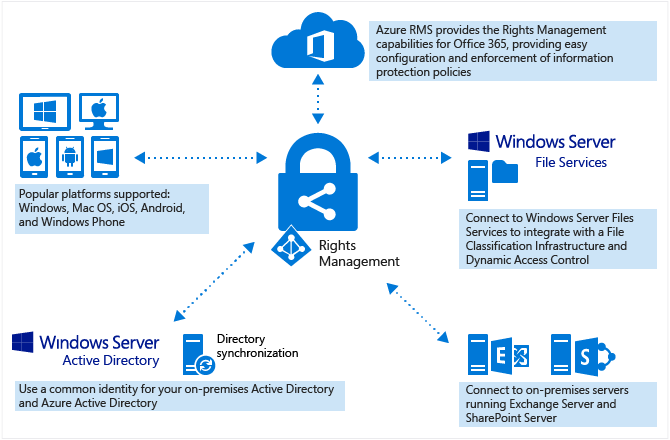 Azure RMS provides the Rights Management
capabilities for Office 365, providing easy
configuration and enforcement of information
protection policies
Windows Server
File Services
Popular platforms supported:
Windows, Mac OS, iOS, Android,
and Windows Phone
Connect to Windows Server Files
Services to integrate with a File
Classification Infrastructure and
Dynamic Access Control
Rights
Management
Windows Server
Active Directory
Directory
synchronization
E
S
Use a common identity for your on-premises Active Directory
and Azure Active Directory
Connect to on-premises servers
running Exchange Server and
SharePoint Server